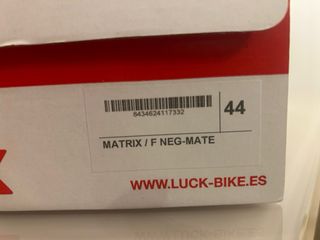 8434624117332
44
MATRIX / F NEG-MATE
WWW.LUCK-BIKE.ES